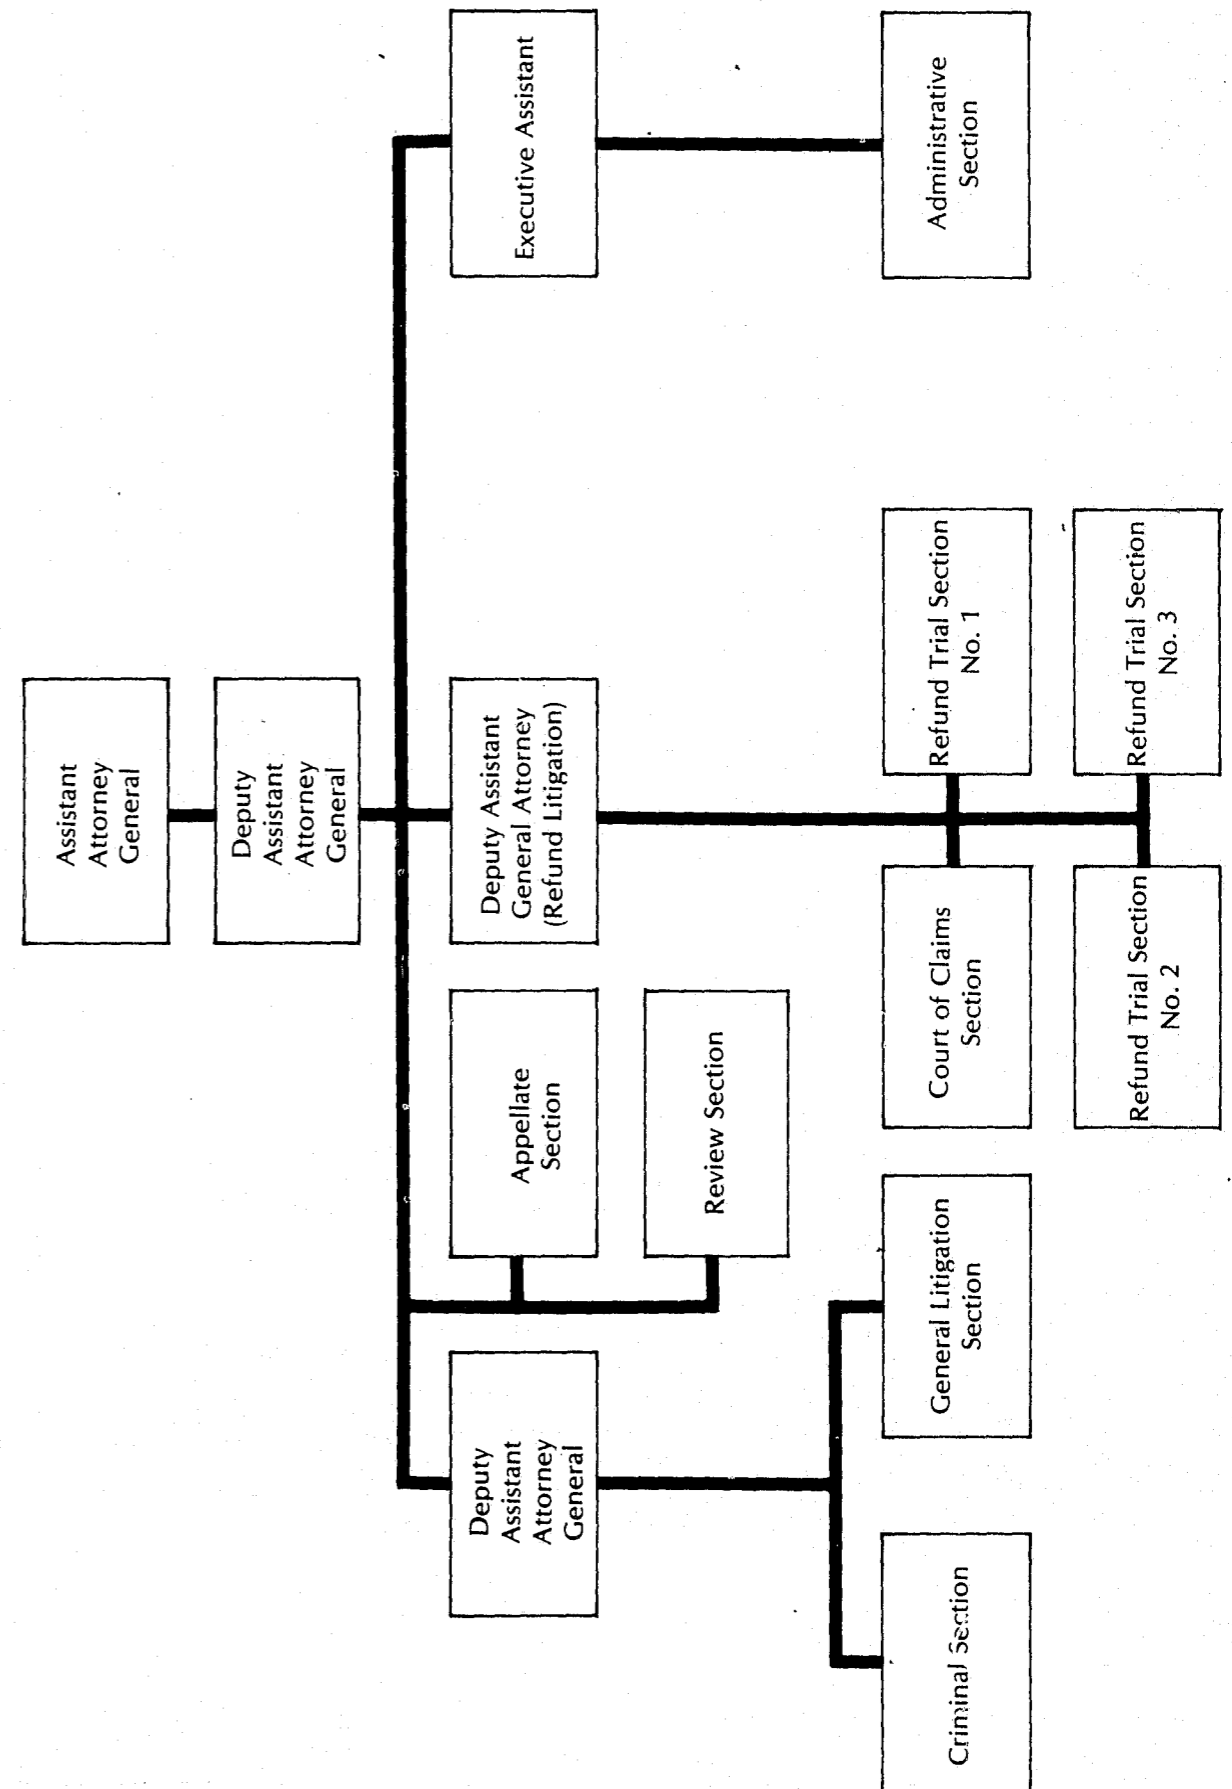 Assistant
Attorney
General
Deputy
Assistant
Attorney
General
Deputy
Assistant
Attorney
General
Appellate
Section
Review Section
Deputy Assistant
General Attorney
(Refund Litigation)
Executive Assistant
Criminal Section
General Litigation
Section
Court of Claims
Section
Refund Trial Section
No. 1
Refund Trial Section
No. 2
Refund Trial Section
No. 3
Administrative
Section